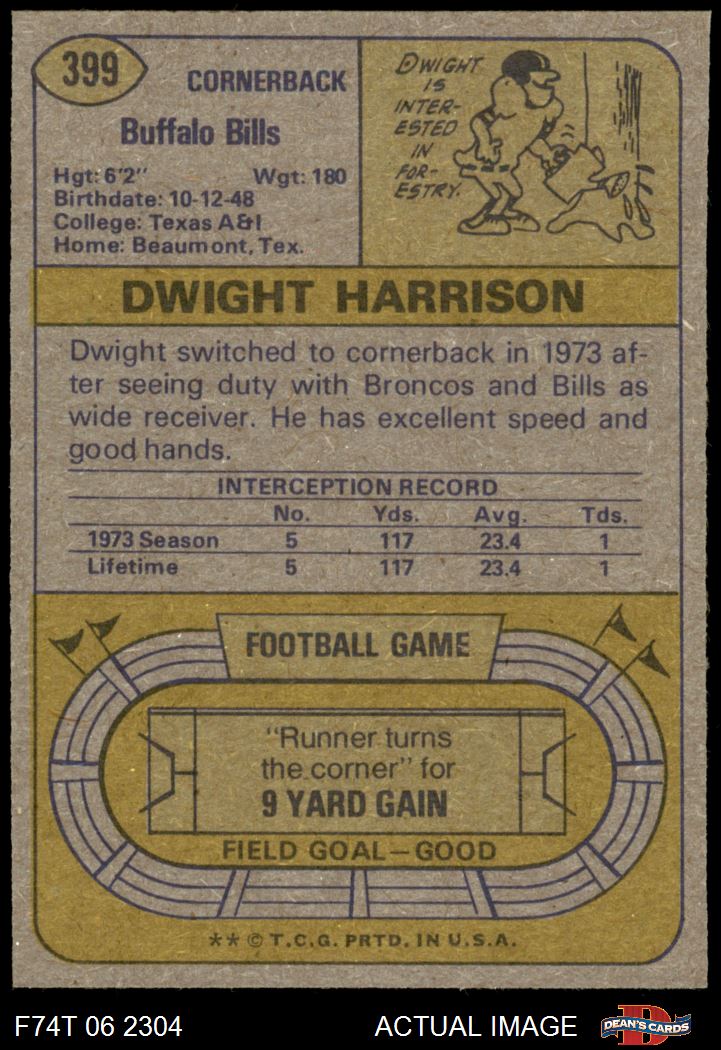 399
CORNERBACK
Buffalo Bills
Hgt: 6'2" Wgt: 180
Birthdate: 10-12-48
College: Texas A&I
Home: Beaumont, Tex.
DWIGHT
IS
INTER-
ESTED
IN
FOR-
ESTRY.
DWIGHT HARRISON
Dwight switched to cornerback in 1973 af-
ter seeing duty with Broncos and Bills as
wide receiver. He has excellent speed and
good hands.
INTERCEPTION RECORD
No. Yds. Avg. Tds.
1973 Season 5 117 23.4 1
Lifetime 5 117 23.4 1
FOOTBALL GAME
"Runner turns
the corner" for
9 YARD GAIN
FIELD GOAL—GOOD
** © T.C.G. PRTD. IN U.S.A.
F74T 06 2304 ACTUAL IMAGE
D
DEAN'S CARDS